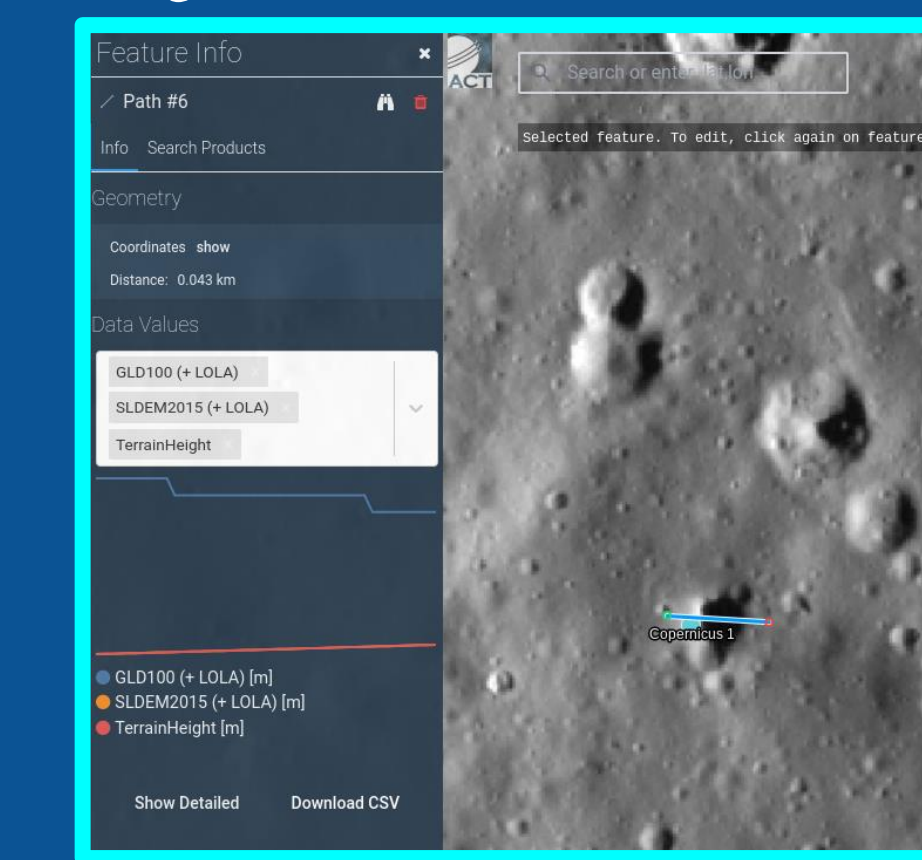 Feature Info
ACT
Search or enter lat,lon
Path #6
Selected feature. To edit, click again on feature
Info Search Products
Geometry
Coordinates show
Distance: 0.043 km
Data Values
GLD100 (+ LOLA)
SLDEM2015 (+ LOLA)
TerrainHeight
Copernicus 1
GLD100 (+ LOLA) [m]
SLDEM2015 (+ LOLA) [m]
TerrainHeight [m]
Show Detailed Download CSV